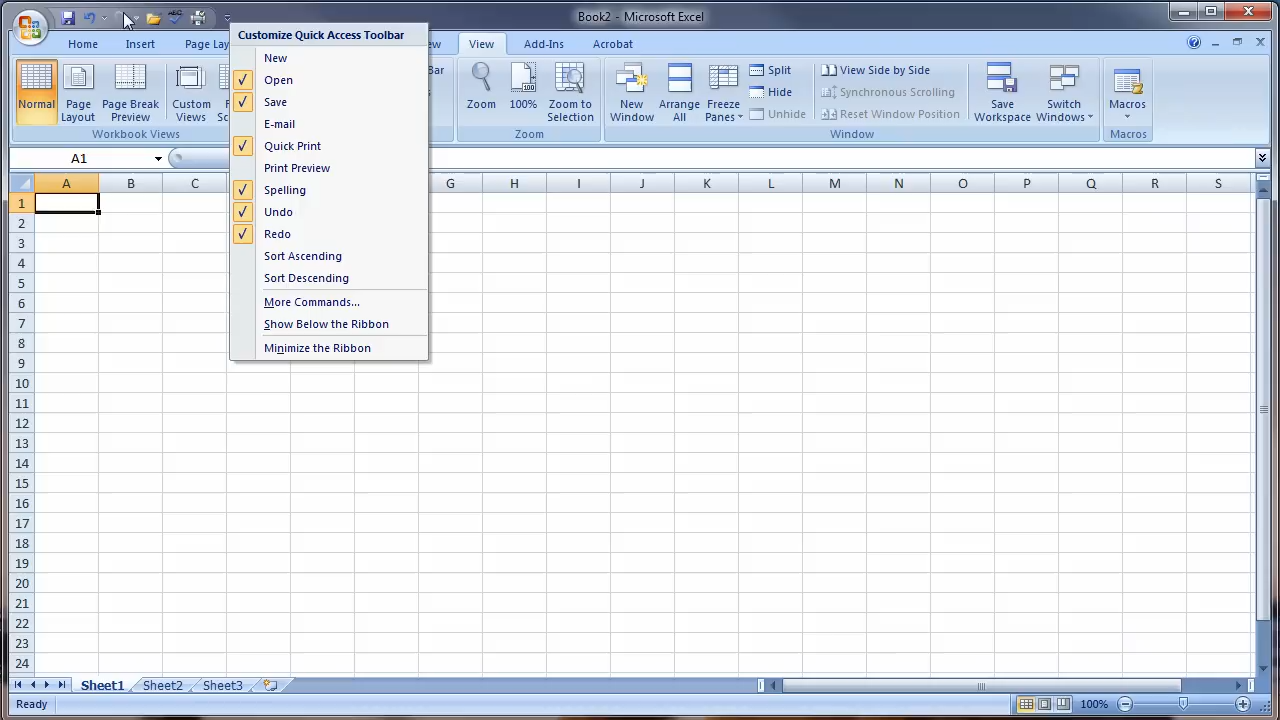 Book2 - Microsoft Excel
Home Insert Page Lay ew View Add-Ins Acrobat
Customize Quick Access Toolbar
New
Open
Save
E-mail
Quick Print
Print Preview
Spelling
Undo
Redo
Sort Ascending
Sort Descending
More Commands...
Show Below the Ribbon
Minimize the Ribbon
Normal
Page Layout
Page Break Preview
Custom Views
Workbook Views
Bar
Zoom
100%
Zoom to Selection
Zoom
New Window
Arrange All
Freeze Panes
Split
Hide
Unhide
View Side by Side
Synchronous Scrolling
Reset Window Position
Save Workspace
Switch Windows
Window
Macros
Macros
A1
A B C G H I J K L M N O P Q R S
1
2
3
4
5
6
7
8
9
10
11
12
13
14
15
16
17
18
19
20
21
22
23
24
Sheet1 Sheet2 Sheet3
Ready 100%